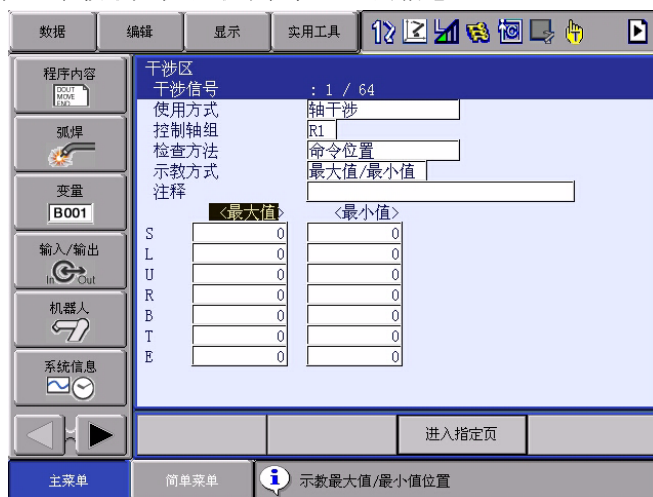 数据 编辑 显示 实用工具
程序内容
DOUT
MOVE
END
弧焊
变量
B001
输入/输出
In Out
机器人
系统信息
干涉区
干涉信号 : 1 / 64
使用方式 轴干涉
控制轴组 R1
检查方法 命令位置
示教方式 最大值/最小值
注释
<最大值> <最小值>
S 0 0
L 0 0
U 0 0
R 0 0
B 0 0
T 0 0
E 0 0
进入指定页
主菜单 简单菜单 示教最大值/最小值位置